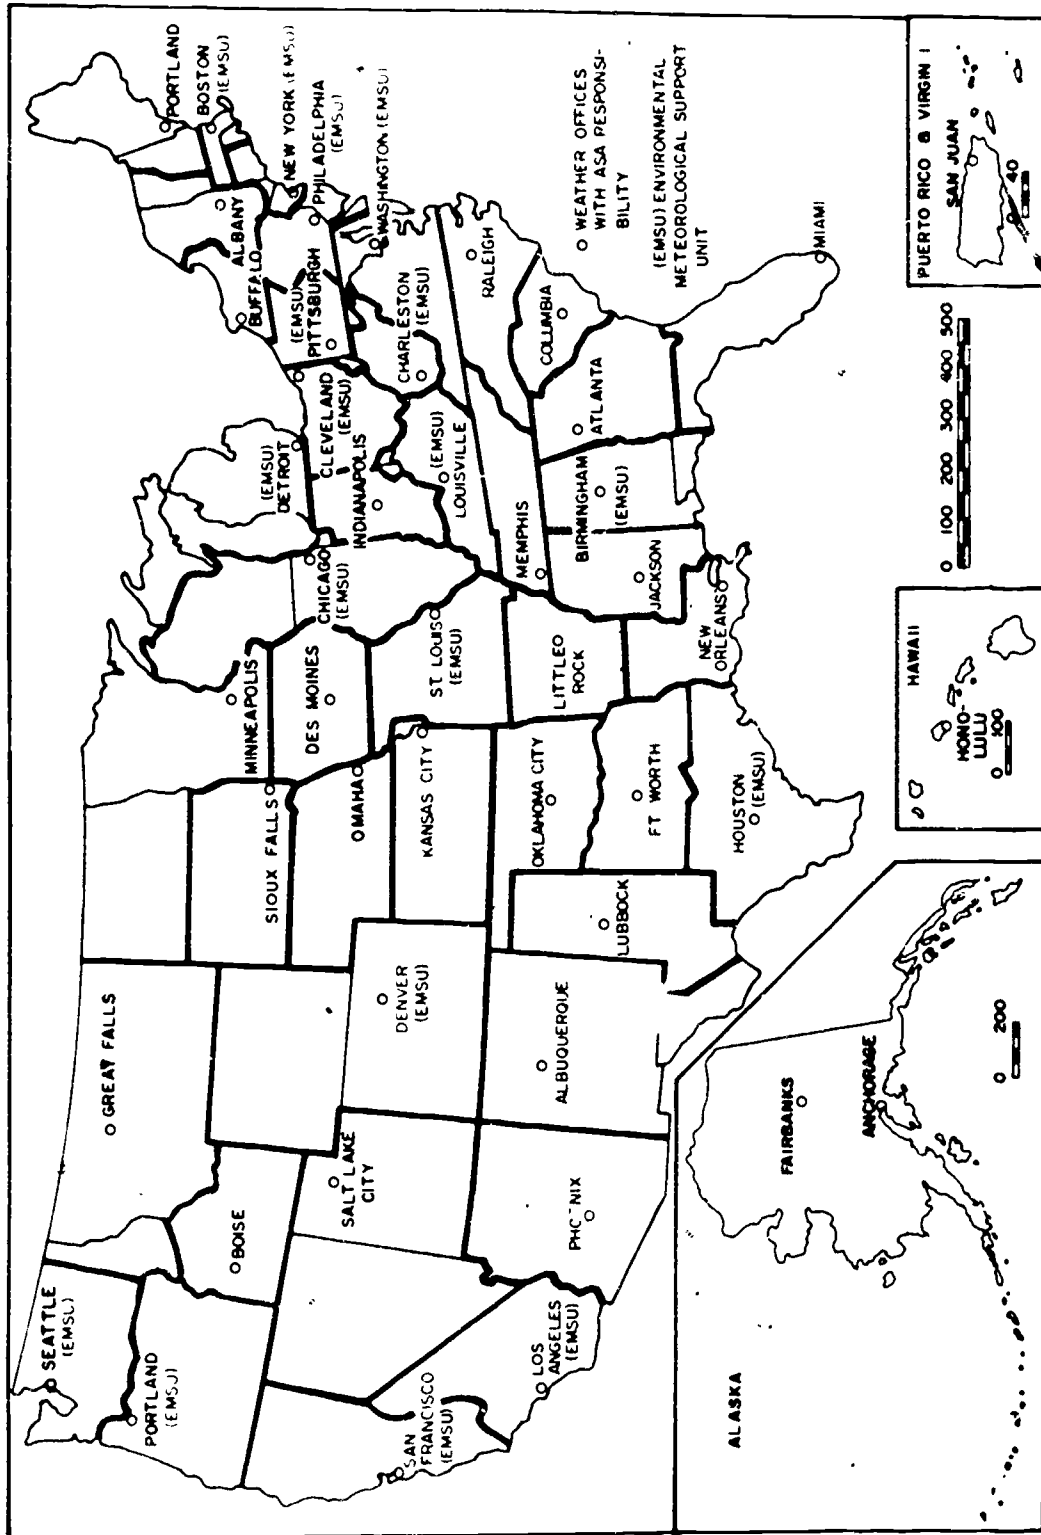 SEATTLE
(EMSU)
PORTLAND
(EMSU)
GREAT FALLS
BOISE
SALT LAKE
CITY
SAN
FRANCISCO
(EMSU)
LOS
ANGELES
(EMSU)
DENVER
(EMSU)
ALBUQUERQUE
LUBBOCK
SIOUX FALLS
OMAHA
KANSAS CITY
OKLAHOMA CITY
FT WORTH
HOUSTON
(EMSU)
MINNEAPOLIS
DES MOINES
ST LOUIS
(EMSU)
LITTLE
ROCK
NEW
ORLEANS
CHICAGO
(EMSU)
INDIANAPOLIS
(EMSU)
DETROIT
CLEVELAND
(EMSU)
(EMSU)
LOUISVILLE
MEMPHIS
JACKSON
BIRMINGHAM
(EMSU)
ATLANTA
COLUMBIA
RALEIGH
CHARLESTON
(EMSU)
(EMSU)
PITTSBURGH
BUFFALO
ALBANY
PORTLAND
BOSTON
(EMSU)
NEW YORK (EMSU)
PHILADELPHIA
(EMSU)
WASHINGTON (EMSU)
MIAMI
WEATHER OFFICES
WITH ASA RESPONSI-
BILITY
(EMSU) ENVIRONMENTAL
METEOROLOGICAL SUPPORT
UNIT
ALASKA
FAIRBANKS
ANCHORAGE
0 200
HAWAII
HONO-
LULU
0 100
0 100 200 300 400 500
PUERTO RICO & VIRGIN I
SAN JUAN
0 40